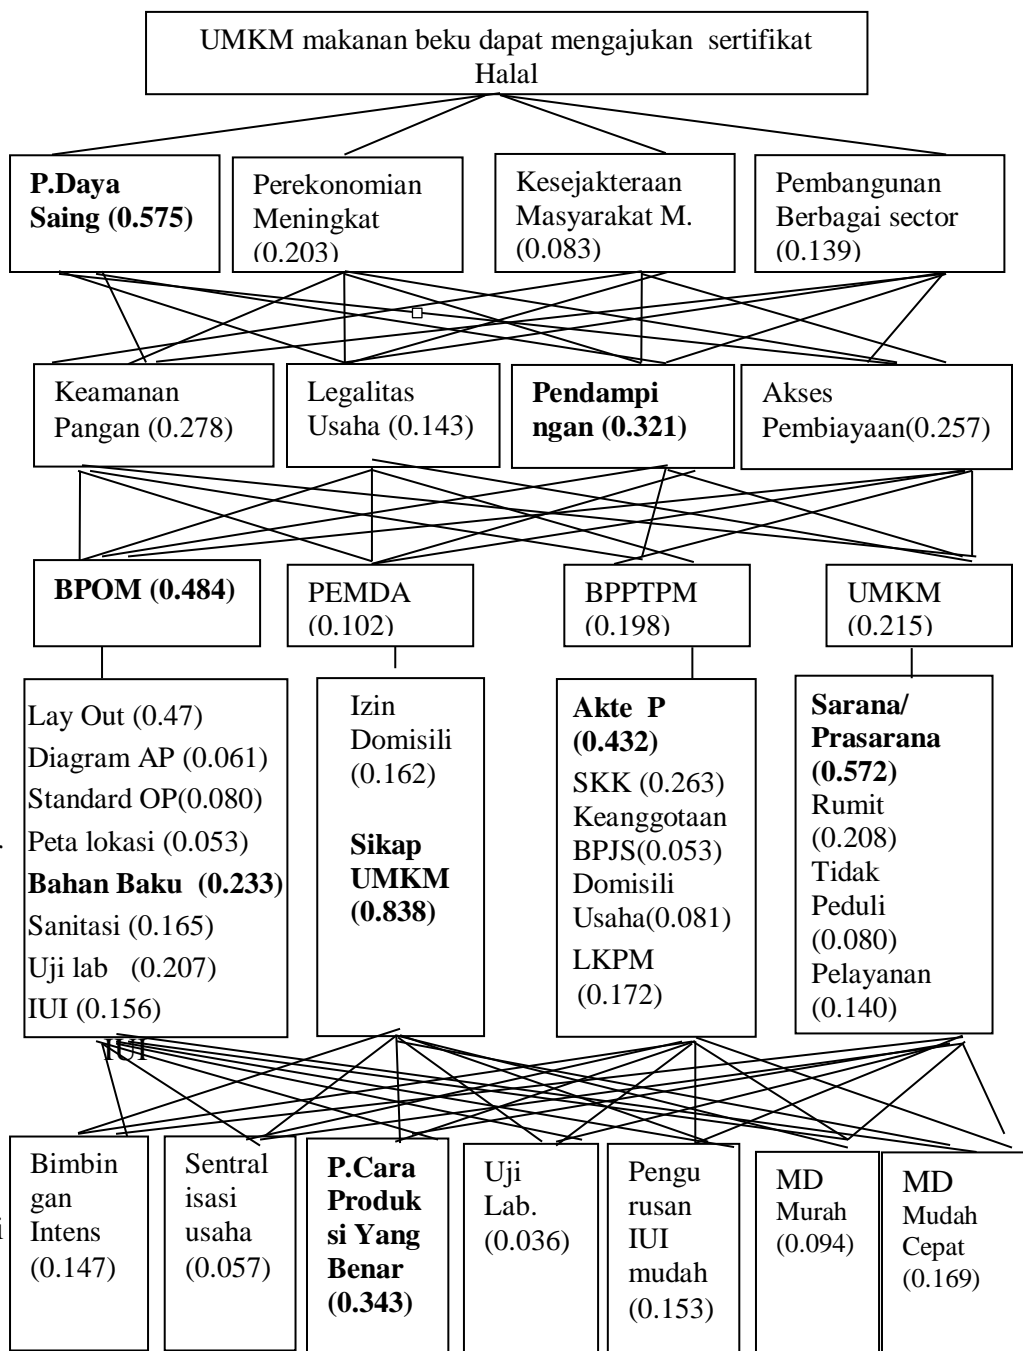 UMKM makanan beku dapat mengajukan sertifikat
Halal
P.Daya
Saing (0.575)
Perekonomian
Meningkat
(0.203)
Kesejakteraan
Masyarakat M.
(0.083)
Pembangunan
Berbagai sector
(0.139)
Keamanan
Pangan (0.278)
Legalitas
Usaha (0.143)
Pendampi
ngan (0.321)
Akses
Pembiayaan(0.257)
BPOM (0.484)
PEMDA
(0.102)
BPPTPM
(0.198)
UMKM
(0.215)
Lay Out (0.47)
Diagram AP (0.061)
Standard OP(0.080)
Peta lokasi (0.053)
Bahan Baku (0.233)
Sanitasi (0.165)
Uji lab (0.207)
IUI (0.156)
IUI
Izin
Domisili
(0.162)
Sikap
UMKM
(0.838)
Akte P
(0.432)
SKK (0.263)
Keanggotaan
BPJS(0.053)
Domisili
Usaha(0.081)
LKPM
(0.172)
Sarana/
Prasarana
(0.572)
Rumit
(0.208)
Tidak
Peduli
(0.080)
Pelayanan
(0.140)
.
i
Bimbin
gan
Intens
(0.147)
Sentral
isasi
usaha
(0.057)
P.Cara
Produk
si Yang
Benar
(0.343)
Uji
Lab.
(0.036)
Pengu
rusan
IUI
mudah
(0.153)
MD
Murah
(0.094)
MD
Mudah
Cepat
(0.169)